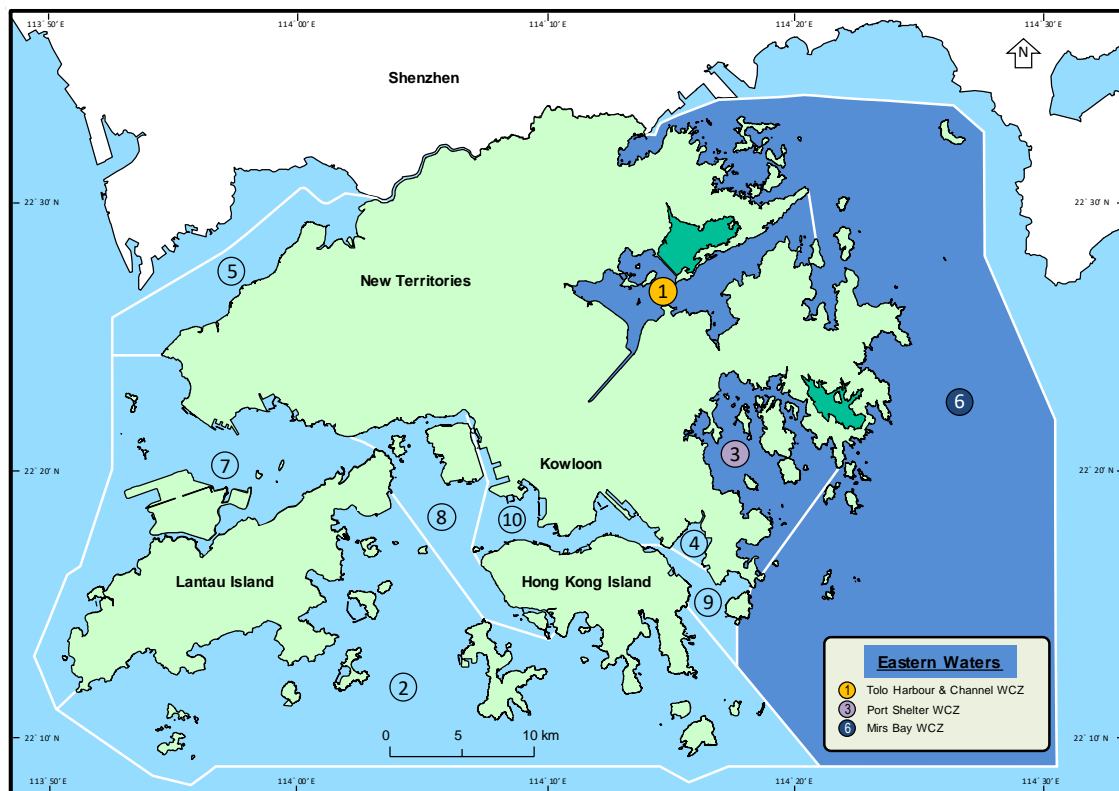 113° 50' E
114° 00' E
114° 10' E
114° 20' E
114° 30' E
N
Shenzhen
22° 30' N
22° 30' N
5
New Territories
1
6
3
22° 20' N
7
Kowloon
22° 20' N
8
10
4
Lantau Island
Hong Kong Island
9
2
Eastern Waters
1 Tolo Harbour & Channel WCZ
3 Port Shelter WCZ
6 Mirs Bay WCZ
0 5 10 km
22° 10' N
22° 10' N
113° 50' E
114° 00' E
114° 10' E
114° 20' E
114° 30' E